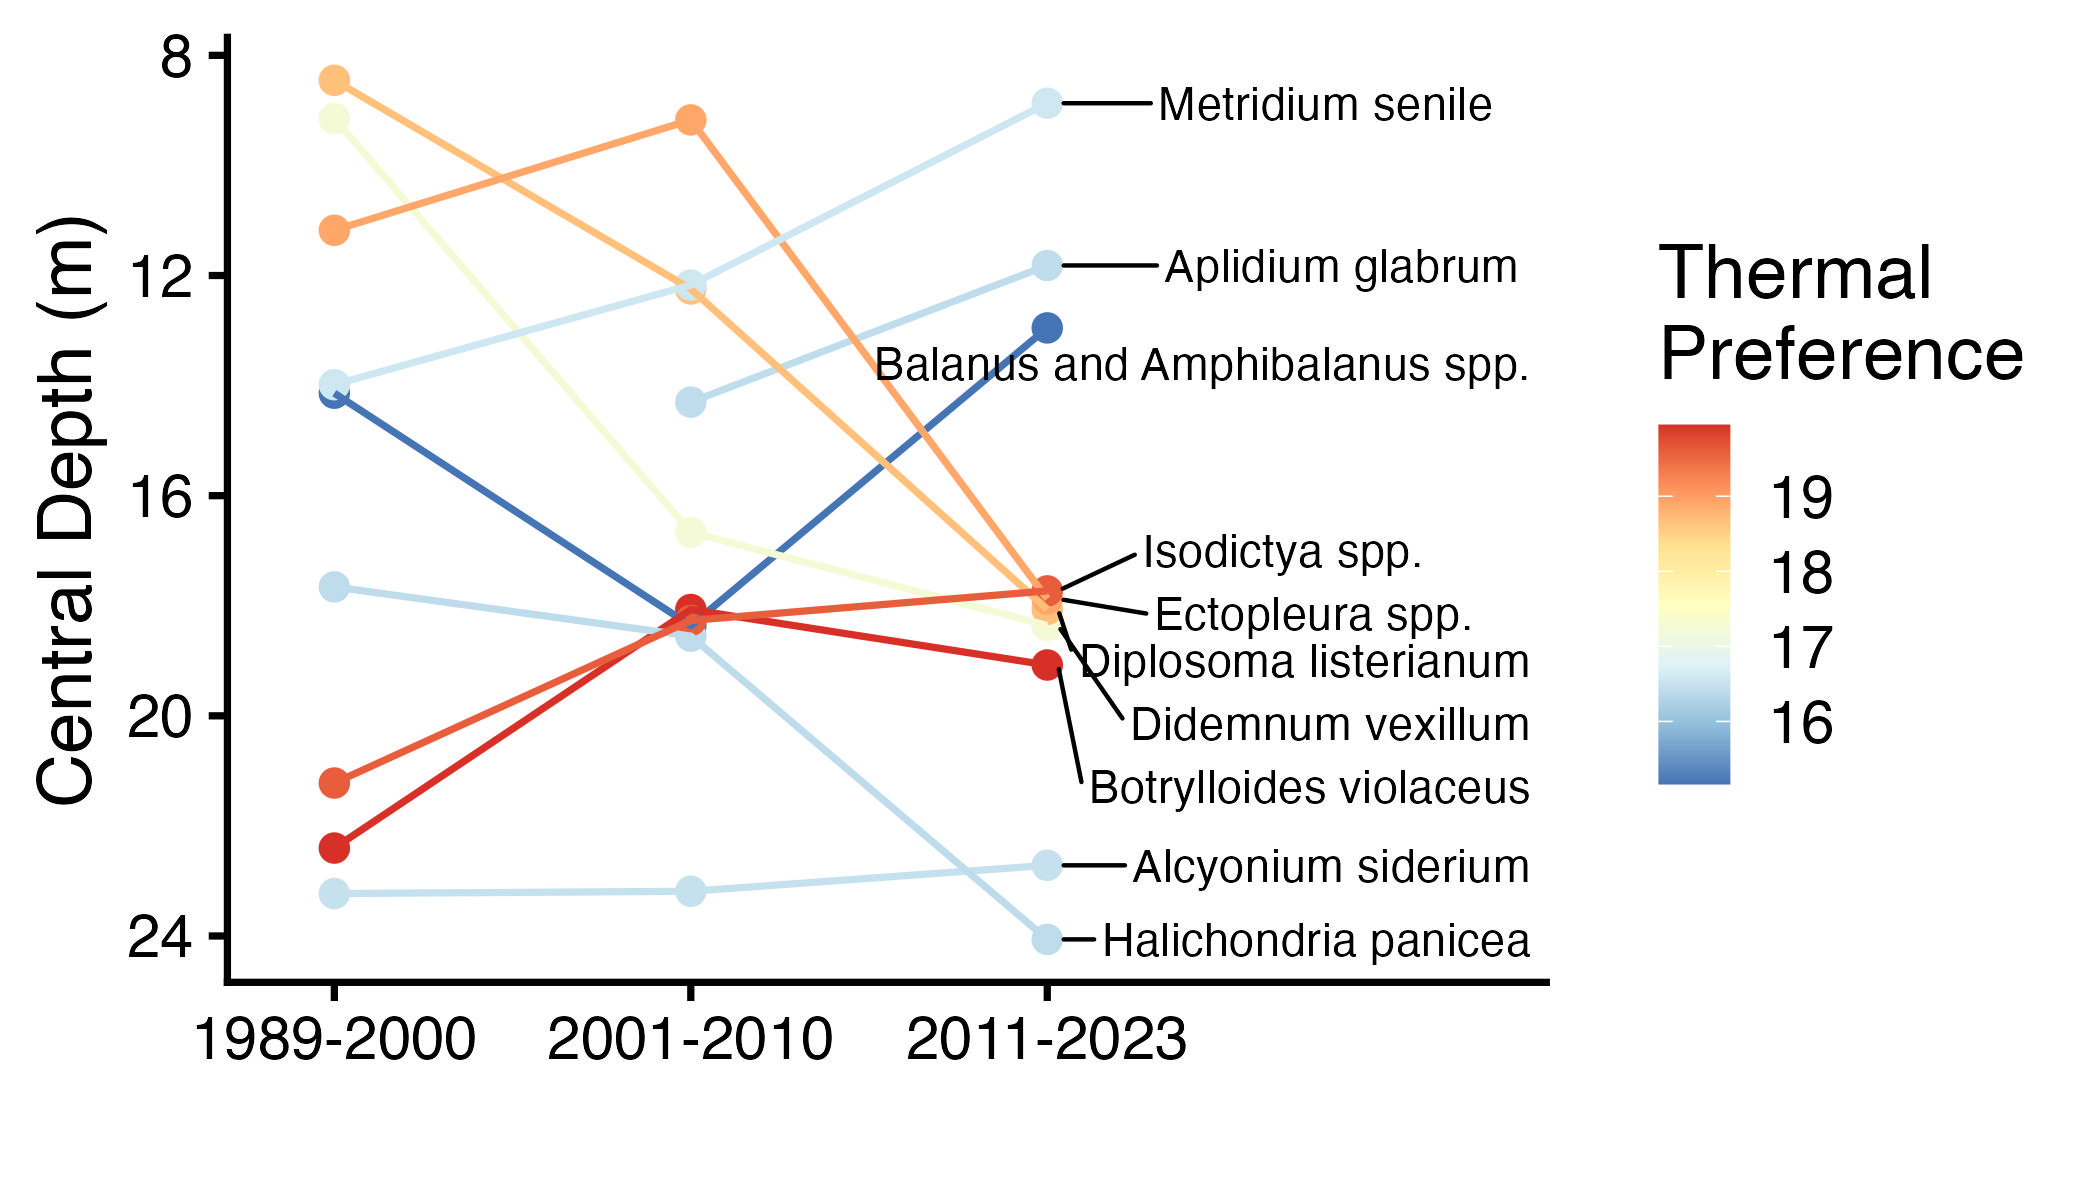 Central Depth (m)
8
12
16
20
24
1989-2000
2001-2010
2011-2023
Metridium senile
Aplidium glabrum
Balanus and Amphibalanus spp.
Isodictya spp.
Ectopleura spp.
Diplosoma listerianum
Didemnum vexillum
Botrylloides violaceus
Alcyonium siderium
Halichondria panicea
Thermal
Preference
19
18
17
16